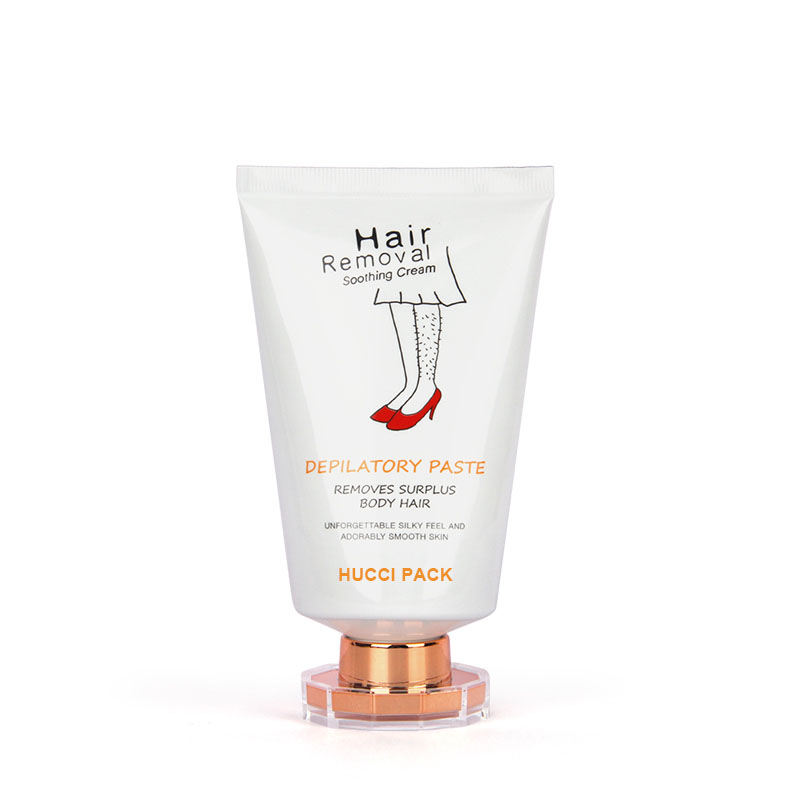 Hair
Removal
Soothing Cream
DEPILATORY PASTE
REMOVES SURPLUS
BODY HAIR
UNFORGETTABLE SILKY FEEL AND
ADORABLY SMOOTH SKIN
HUCCI PACK